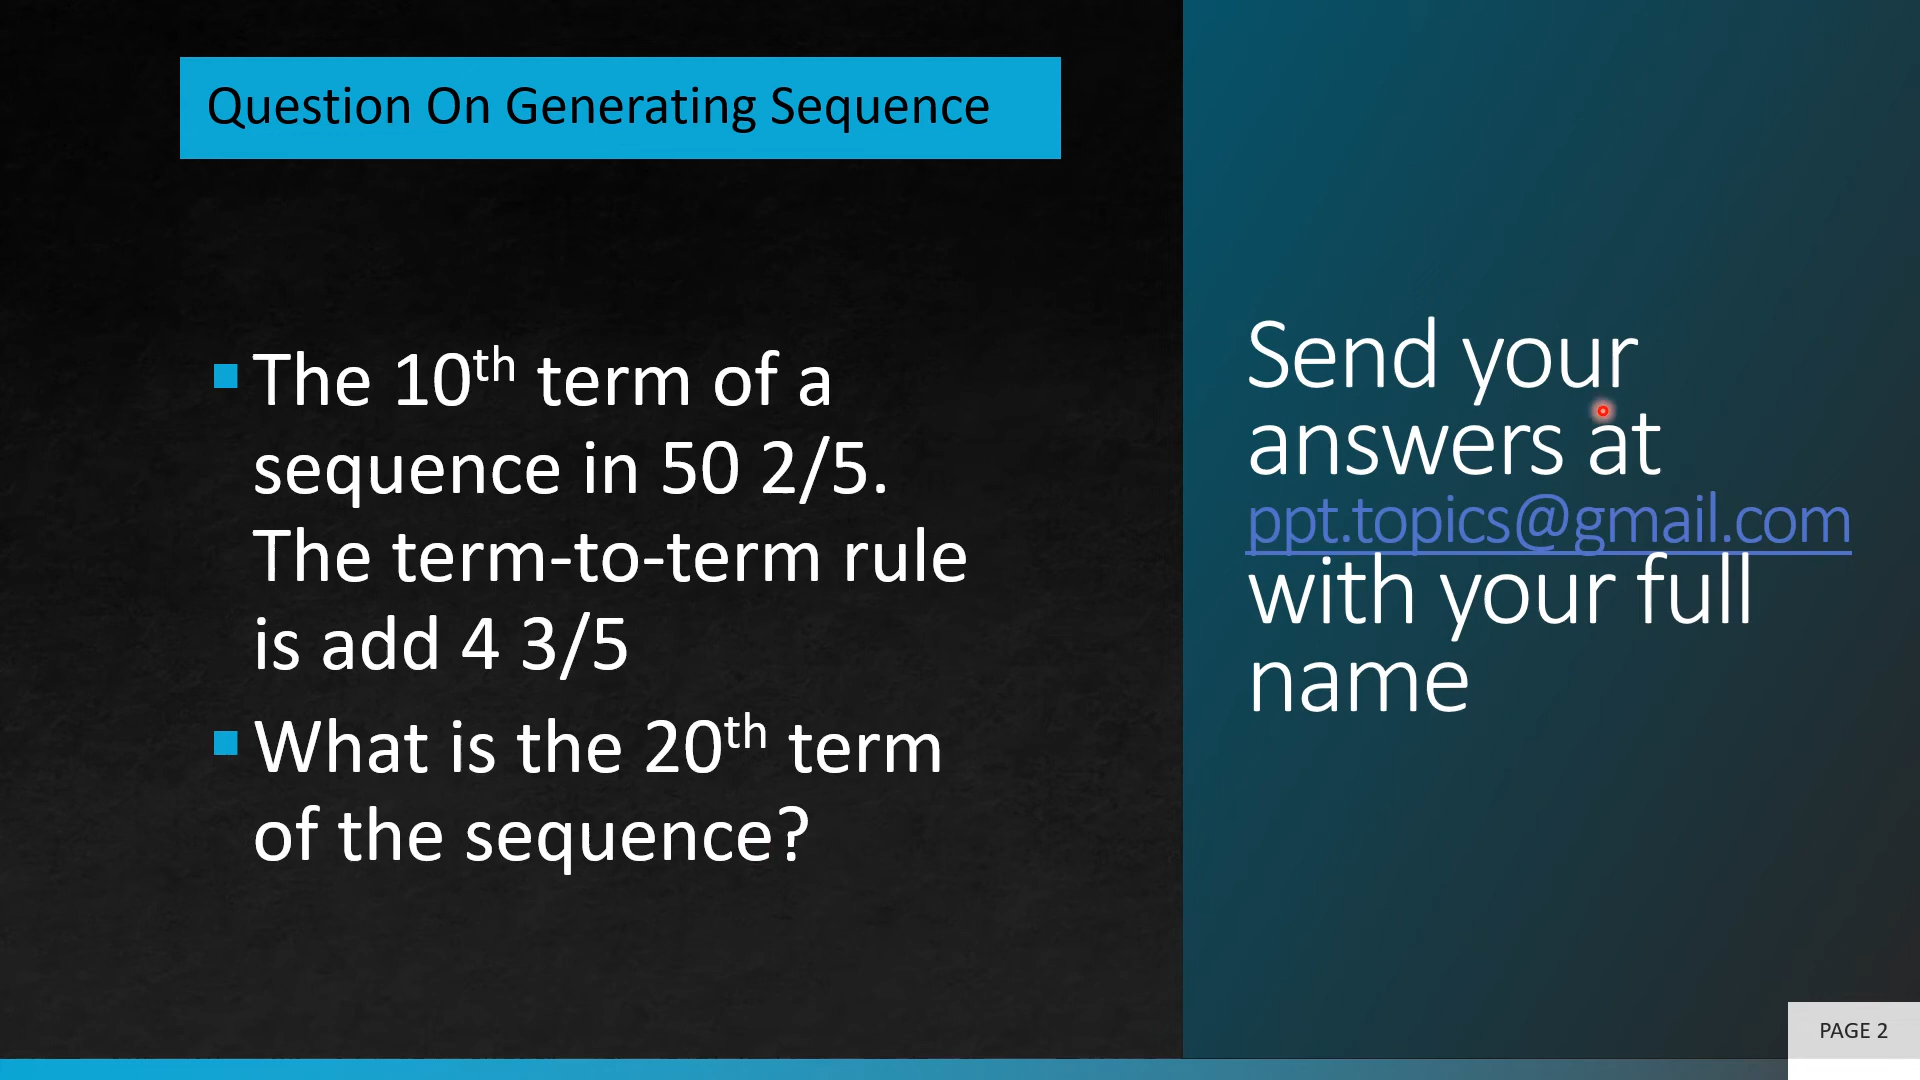 Question On Generating Sequence
The 10th term of a
sequence in 50 2/5.
The term-to-term rule
is add 4 3/5
What is the 20th term
of the sequence?
Send your
answers at
ppt.topics@gmail.com
with your full
name
PAGE 2